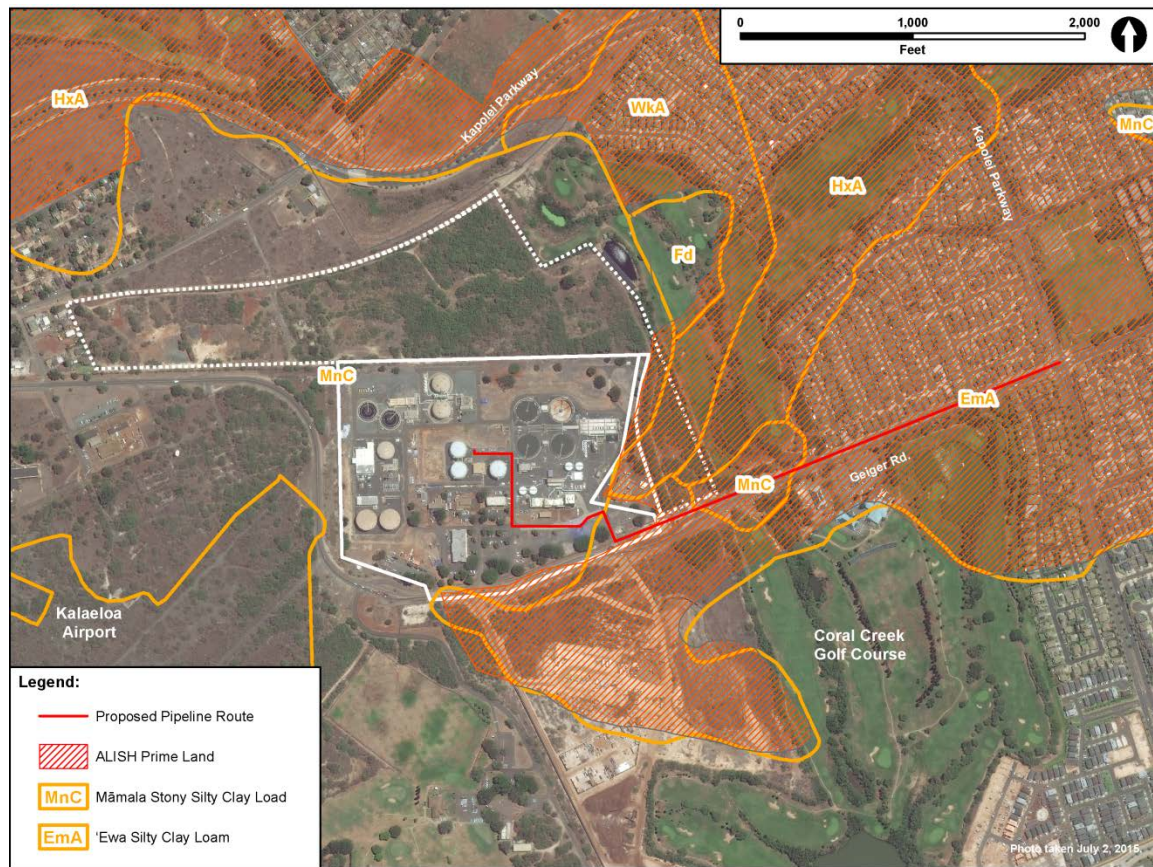 0 1,000 2,000
Feet
HxA
Kapolei Parkway
WkA
MnC
HxA
Kapolei Parkway
Fd
MnC
EmA
MnC
Geiger Rd.
Kalaeloa
Airport
Coral Creek
Golf Course
Legend:
Proposed Pipeline Route
ALISH Prime Land
MnC Māmala Stony Silty Clay Load
EmA 'Ewa Silty Clay Loam
Photo taken July 2, 2015